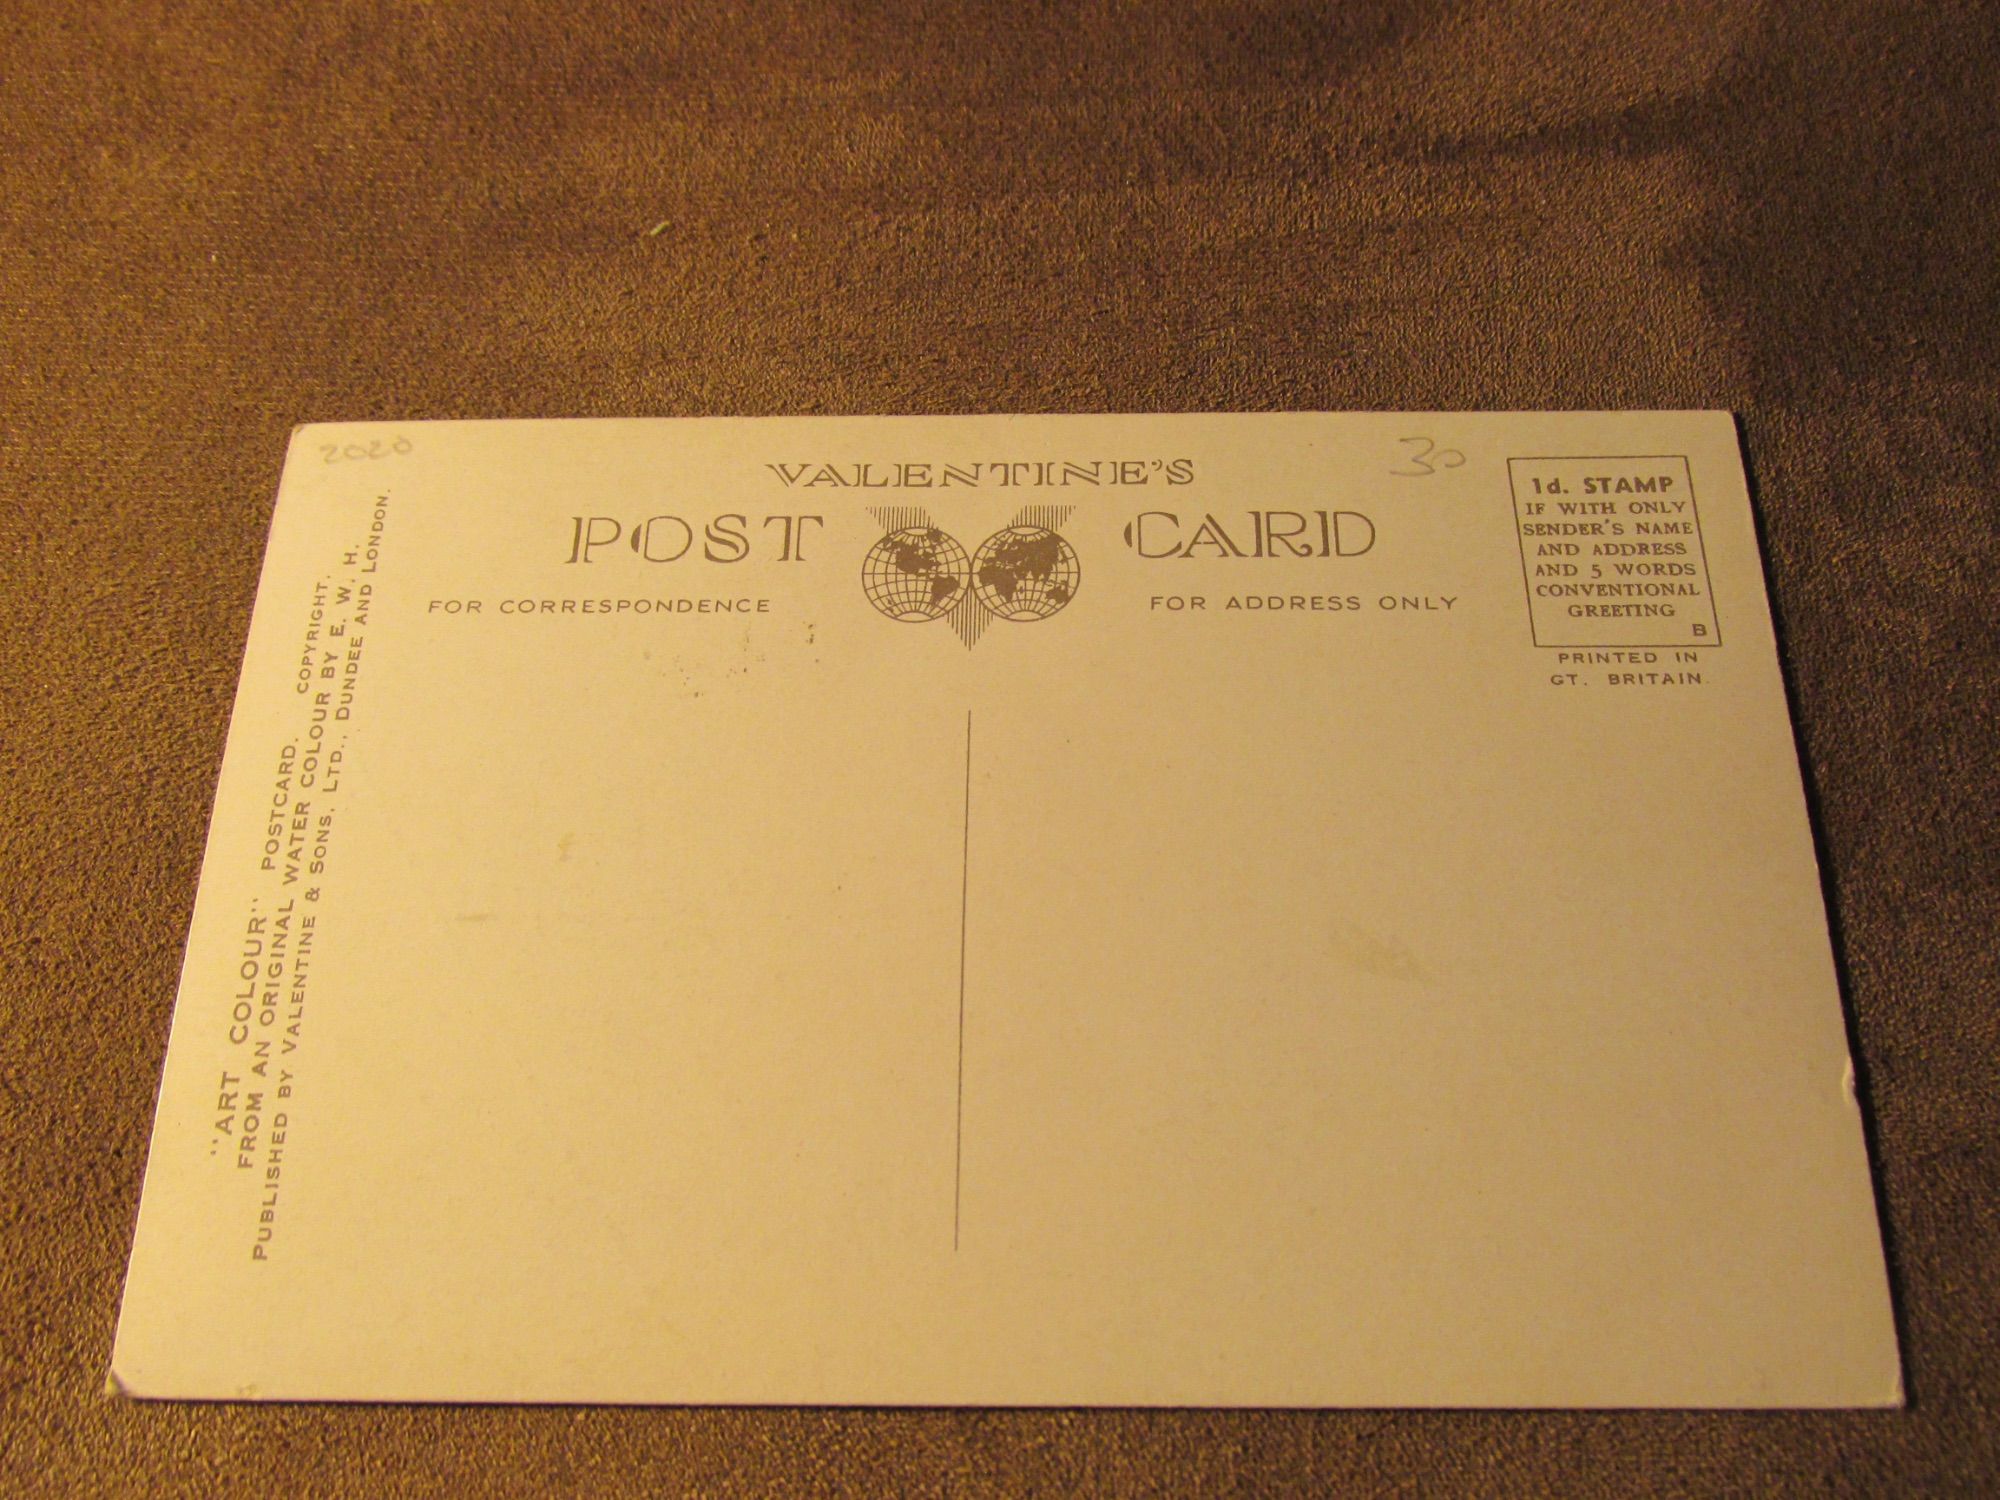 2020
VALENTINE'S
30
POST CARD
FOR CORRESPONDENCE
FOR ADDRESS ONLY
1d. STAMP
IF WITH ONLY
SENDER'S NAME
AND ADDRESS
AND 5 WORDS
CONVENTIONAL
GREETING
B
PRINTED IN
GT. BRITAIN.
"ART COLOUR" POSTCARD. COPYRIGHT.
FROM AN ORIGINAL WATER COLOUR BY E. W. H.
PUBLISHED BY VALENTINE & SONS, LTD., DUNDEE AND LONDON.